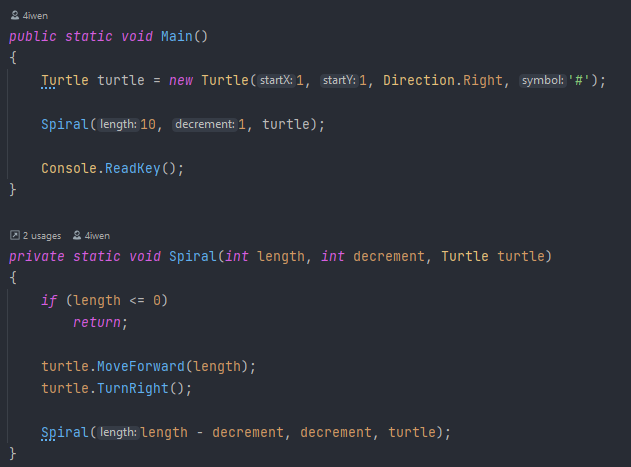 4iwen
public static void Main()
{
    Turtle turtle = new Turtle(startX: 1, startY: 1, Direction.Right, symbol: '#');

    Spiral(length: 10, decrement: 1, turtle);

    Console.ReadKey();
}

2 usages 4iwen
private static void Spiral(int length, int decrement, Turtle turtle)
{
    if (length <= 0)
        return;

    turtle.MoveForward(length);
    turtle.TurnRight();

    Spiral(length: length - decrement, decrement, turtle);
}